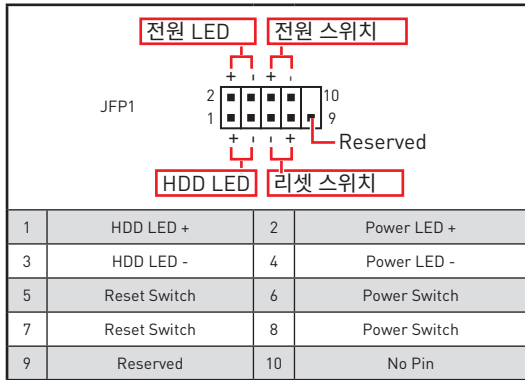 전원 LED 전원 스위치
+ - + -
2 10
JFP1
1 9
+ - - +
Reserved
HDD LED 리셋 스위치
1 HDD LED + 2 Power LED +
3 HDD LED - 4 Power LED -
5 Reset Switch 6 Power Switch
7 Reset Switch 8 Power Switch
9 Reserved 10 No Pin